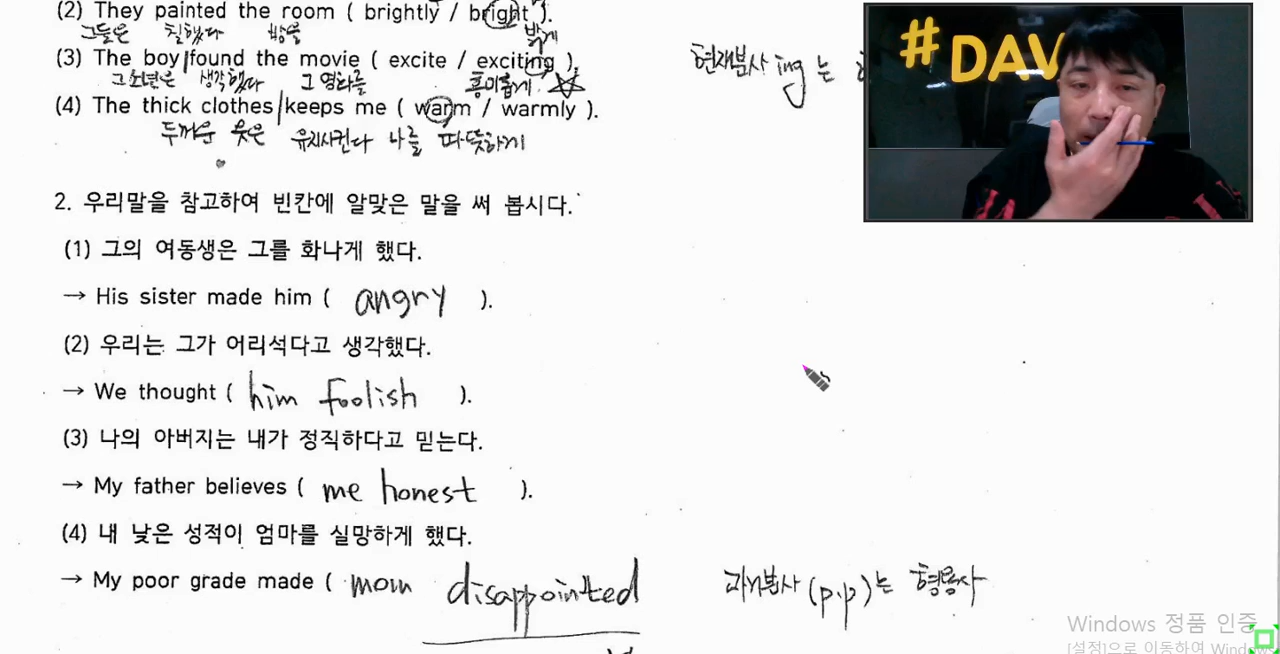 (2) They painted the room ( brightly / bright ).
그들은 칠했다 방을 밝게
(3) The boy found the movie ( excite / exciting ).
그 소년은 생각했다 그 영화를 흥미롭게
현재분사 ing 는
#DAV
(4) The thick clothes keeps me ( warm / warmly ).
두꺼운 옷은 유지시킨다 나를 따뜻하게
2. 우리말을 참고하여 빈칸에 알맞은 말을 써 봅시다.
(1) 그의 여동생은 그를 화나게 했다.
→ His sister made him ( angry ).
(2) 우리는 그가 어리석다고 생각했다.
→ We thought ( him foolish ).
(3) 나의 아버지는 내가 정직하다고 믿는다.
→ My father believes ( me honest ).
(4) 내 낮은 성적이 엄마를 실망하게 했다.
→ My poor grade made ( mom disappointed
과거분사 (p.p)는 형용사
Windows 정품 인증
[설정]으로 이동하여 Windows